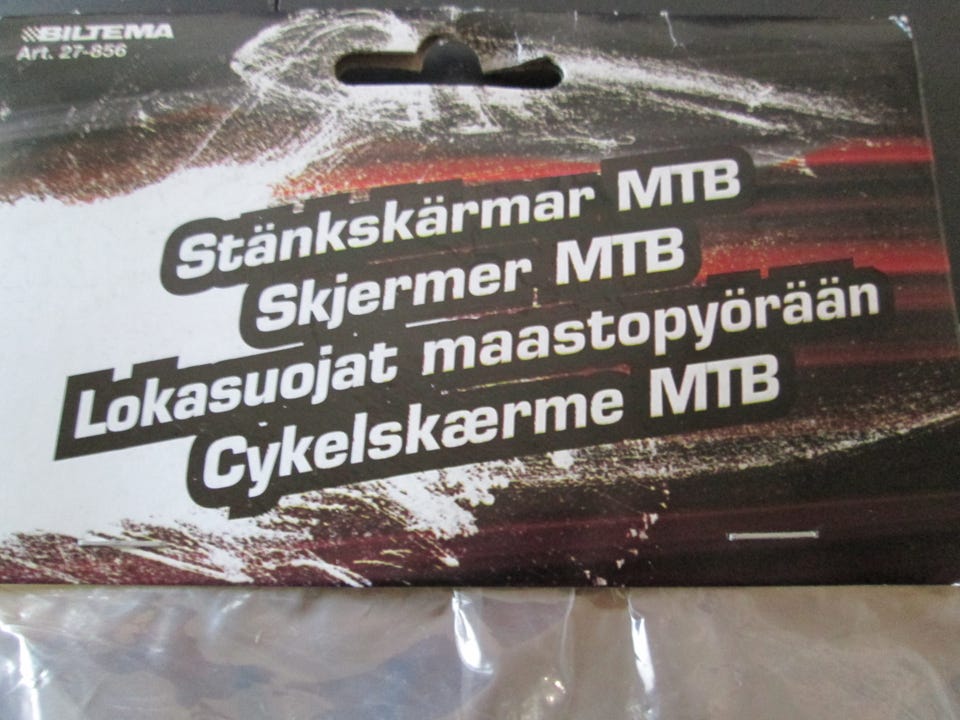 BILTEMA
Art. 27-856
Stänkskärmar MTB
Skjermer MTB
Lokasuojat maastopyörään
Cykelskærme MTB